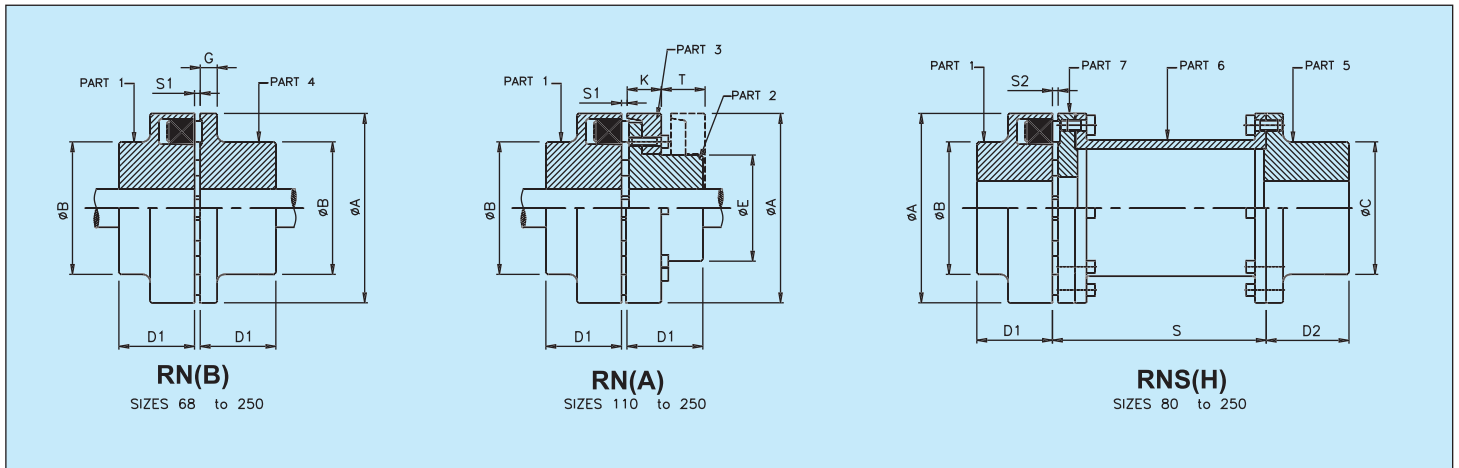 G
PART 1
S1
PART 4
ØB
ØB
ØA
D1
D1
RN(B)
SIZES 68 to 250
PART 3
K
T
PART 1
S1
PART 2
ØB
ØE
ØA
D1
D1
RN(A)
SIZES 110 to 250
PART 1
S2
PART 7
PART 6
PART 5
ØA
ØB
ØC
D1
S
D2
RNS(H)
SIZES 80 to 250